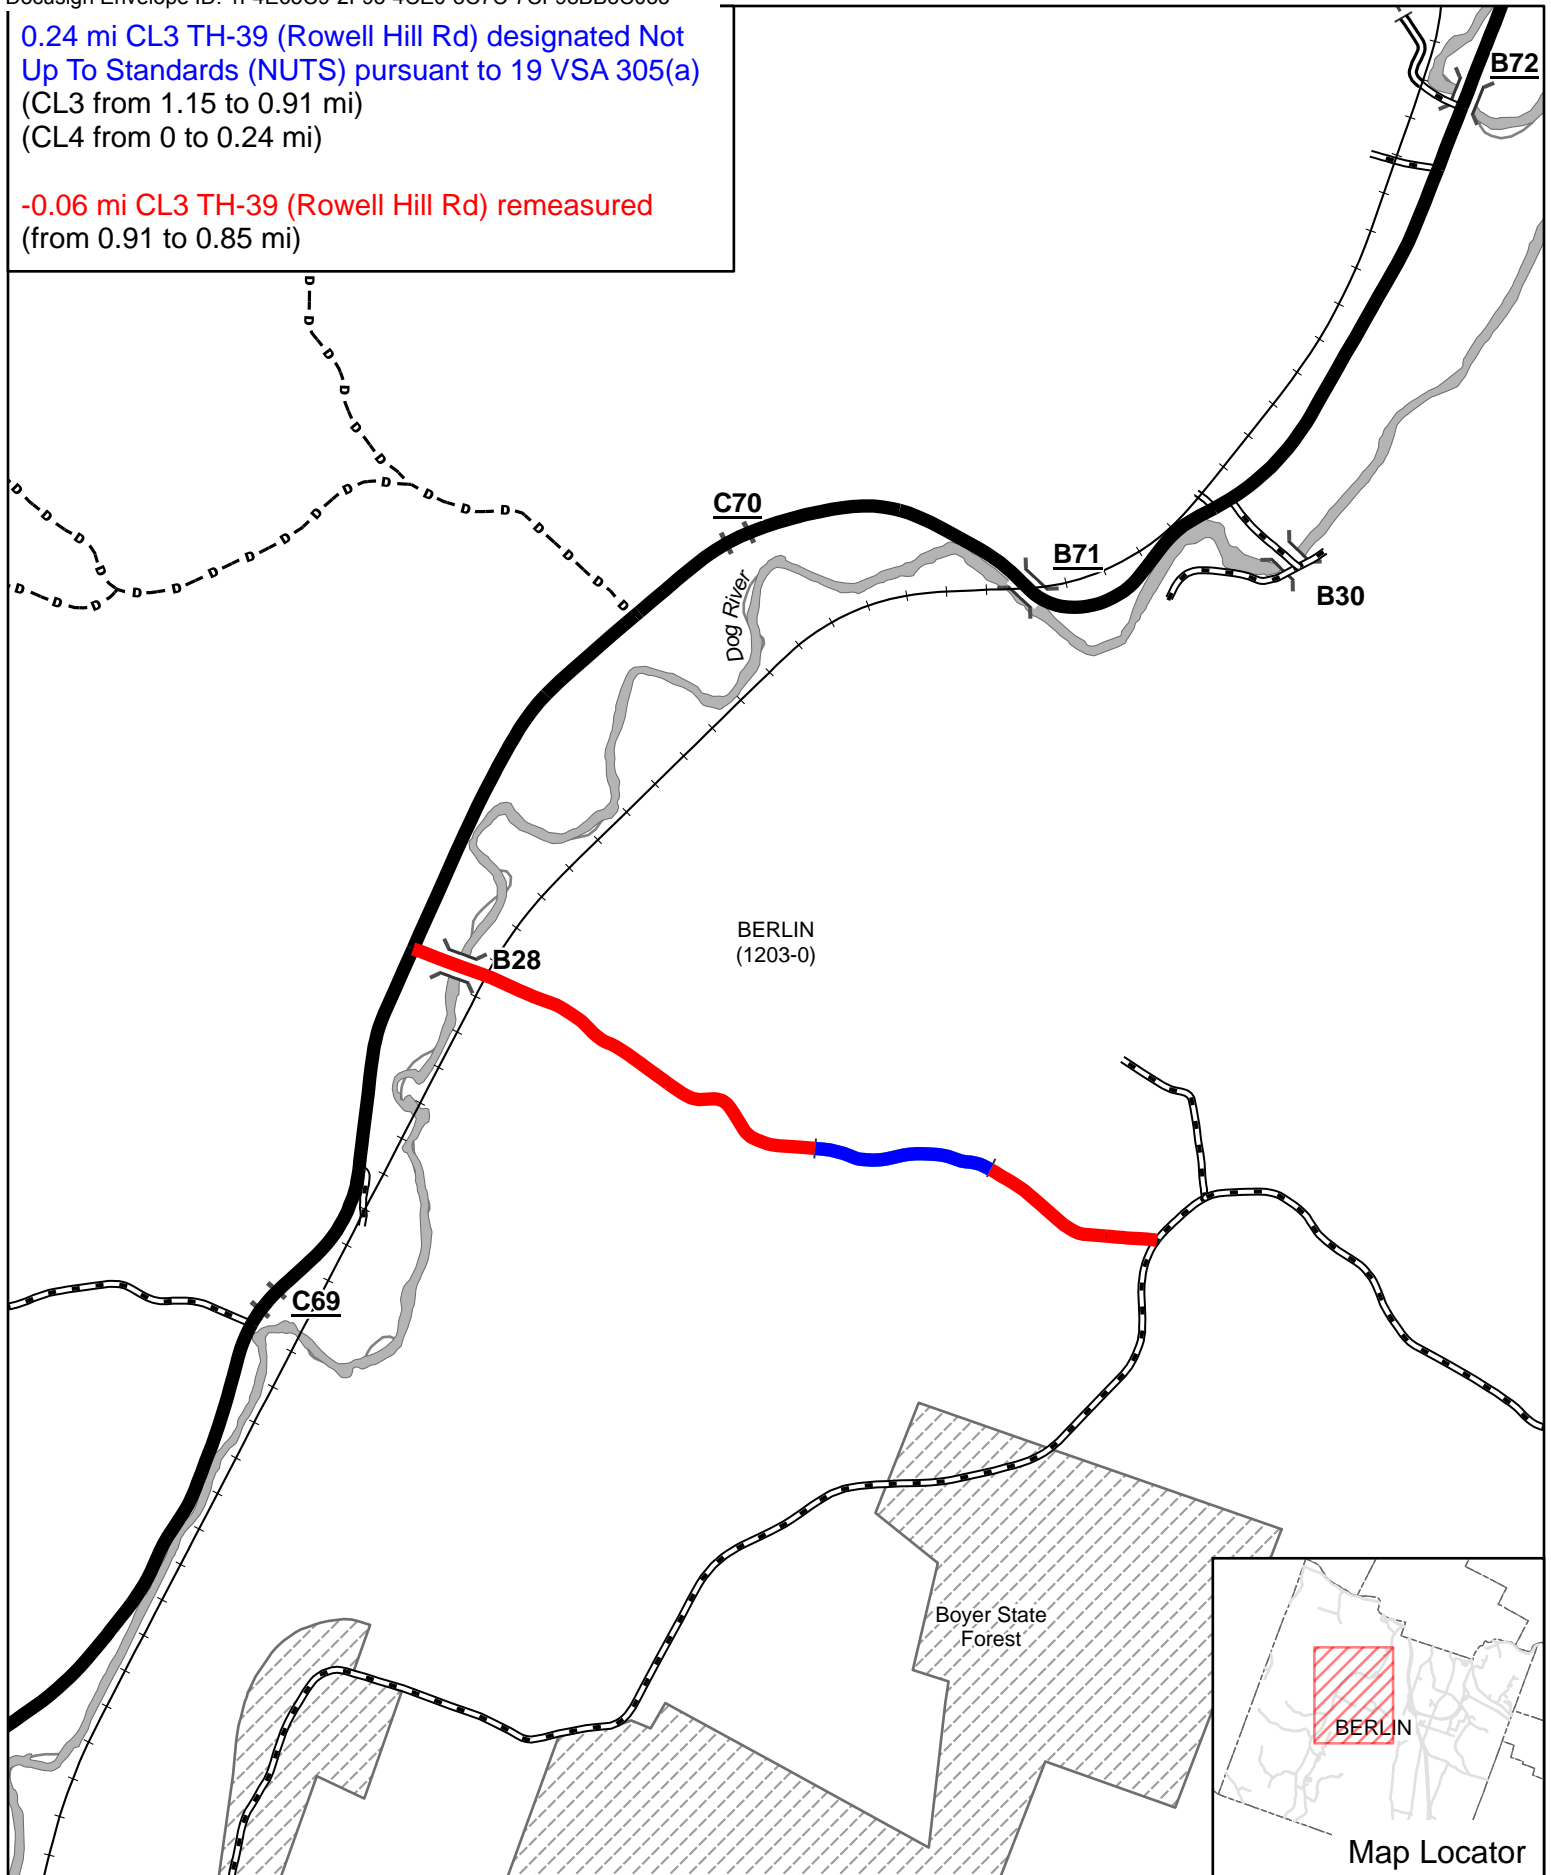 0.24 mi CL3 TH-39 (Rowell Hill Rd) designated Not
Up To Standards (NUTS) pursuant to 19 VSA 305(a)
(CL3 from 1.15 to 0.91 mi)
(CL4 from 0 to 0.24 mi)
-0.06 mi CL3 TH-39 (Rowell Hill Rd) remeasured
(from 0.91 to 0.85 mi)
B72
C70
B71
B30
Dog River
B28
BERLIN
(1203-0)
C69
Boyer State
Forest
BERLIN
Map Locator